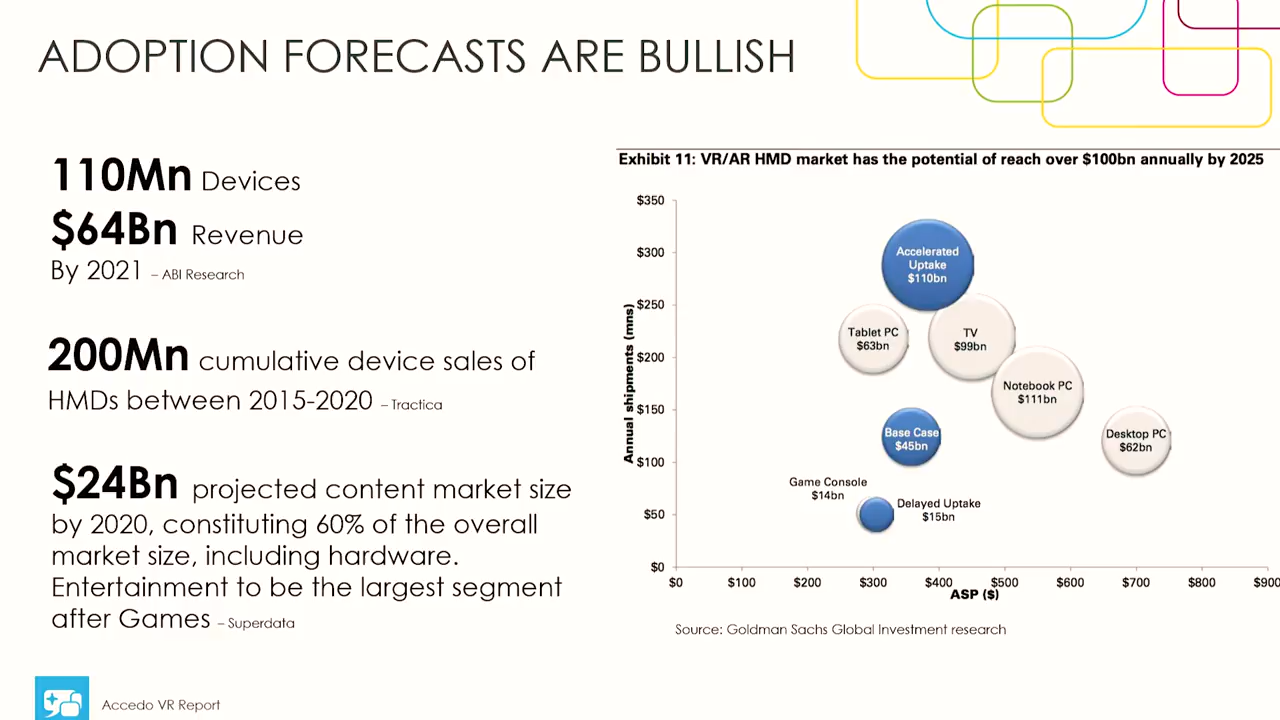 ADOPTION FORECASTS ARE BULLISH
110Mn Devices
$64Bn Revenue
By 2021 – ABI Research
200Mn cumulative device sales of
HMDs between 2015-2020 – Tractica
$24Bn projected content market size
by 2020, constituting 60% of the overall
market size, including hardware.
Entertainment to be the largest segment
after Games – Superdata
Exhibit 11: VR/AR HMD market has the potential of reach over $100bn annually by 2025
Annual shipments (mns)
$350
$300
$250
$200
$150
$100
$50
$0
Accelerated
Uptake
$110bn
Tablet PC
$63bn
TV
$99bn
Notebook PC
$111bn
Base Case
$45bn
Desktop PC
$62bn
Game Console
$14bn
Delayed Uptake
$15bn
$0 $100 $200 $300 $400 $500 $600 $700 $800 $900
ASP ($)
Source: Goldman Sachs Global Investment research
Accedo VR Report